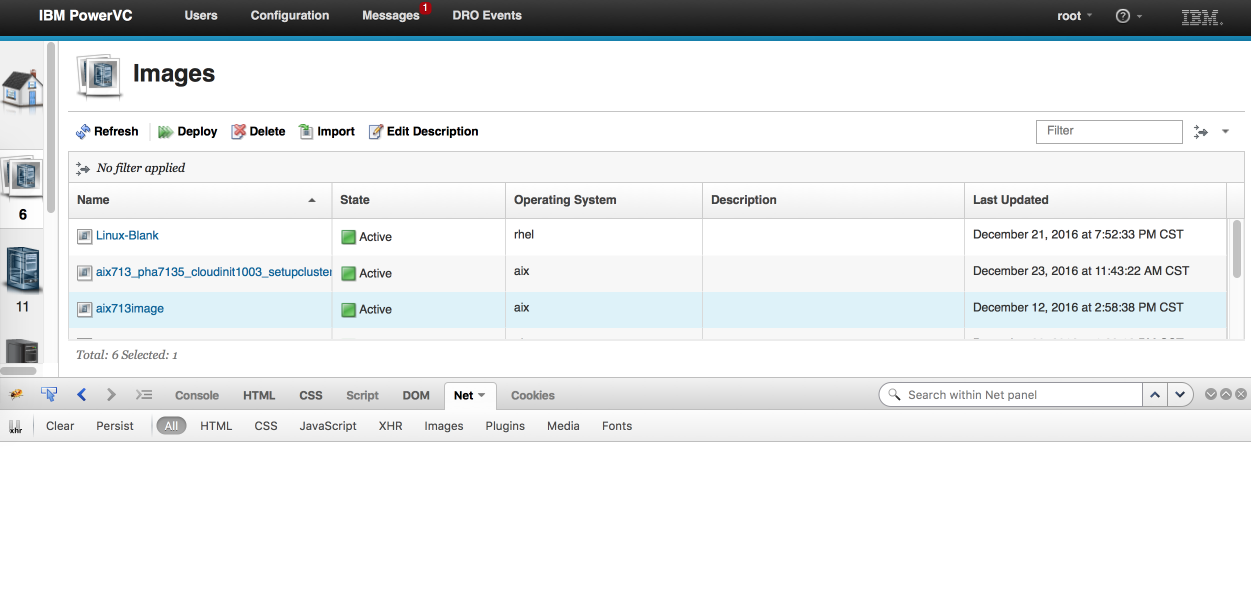 IBM PowerVC Users Configuration Messages 1 DRO Events root ? IBM
Images
Refresh Deploy Delete Import Edit Description Filter
No filter applied
Name State Operating System Description Last Updated
Linux-Blank Active rhel December 21, 2016 at 7:52:33 PM CST
aix713_pha7135_cloudinit1003_setupcluster Active aix December 23, 2016 at 11:43:22 AM CST
aix713image Active aix December 12, 2016 at 2:58:38 PM CST
Total: 6 Selected: 1
6
11
Console HTML CSS Script DOM Net Cookies Search within Net panel
xhr Clear Persist All HTML CSS JavaScript XHR Images Plugins Media Fonts